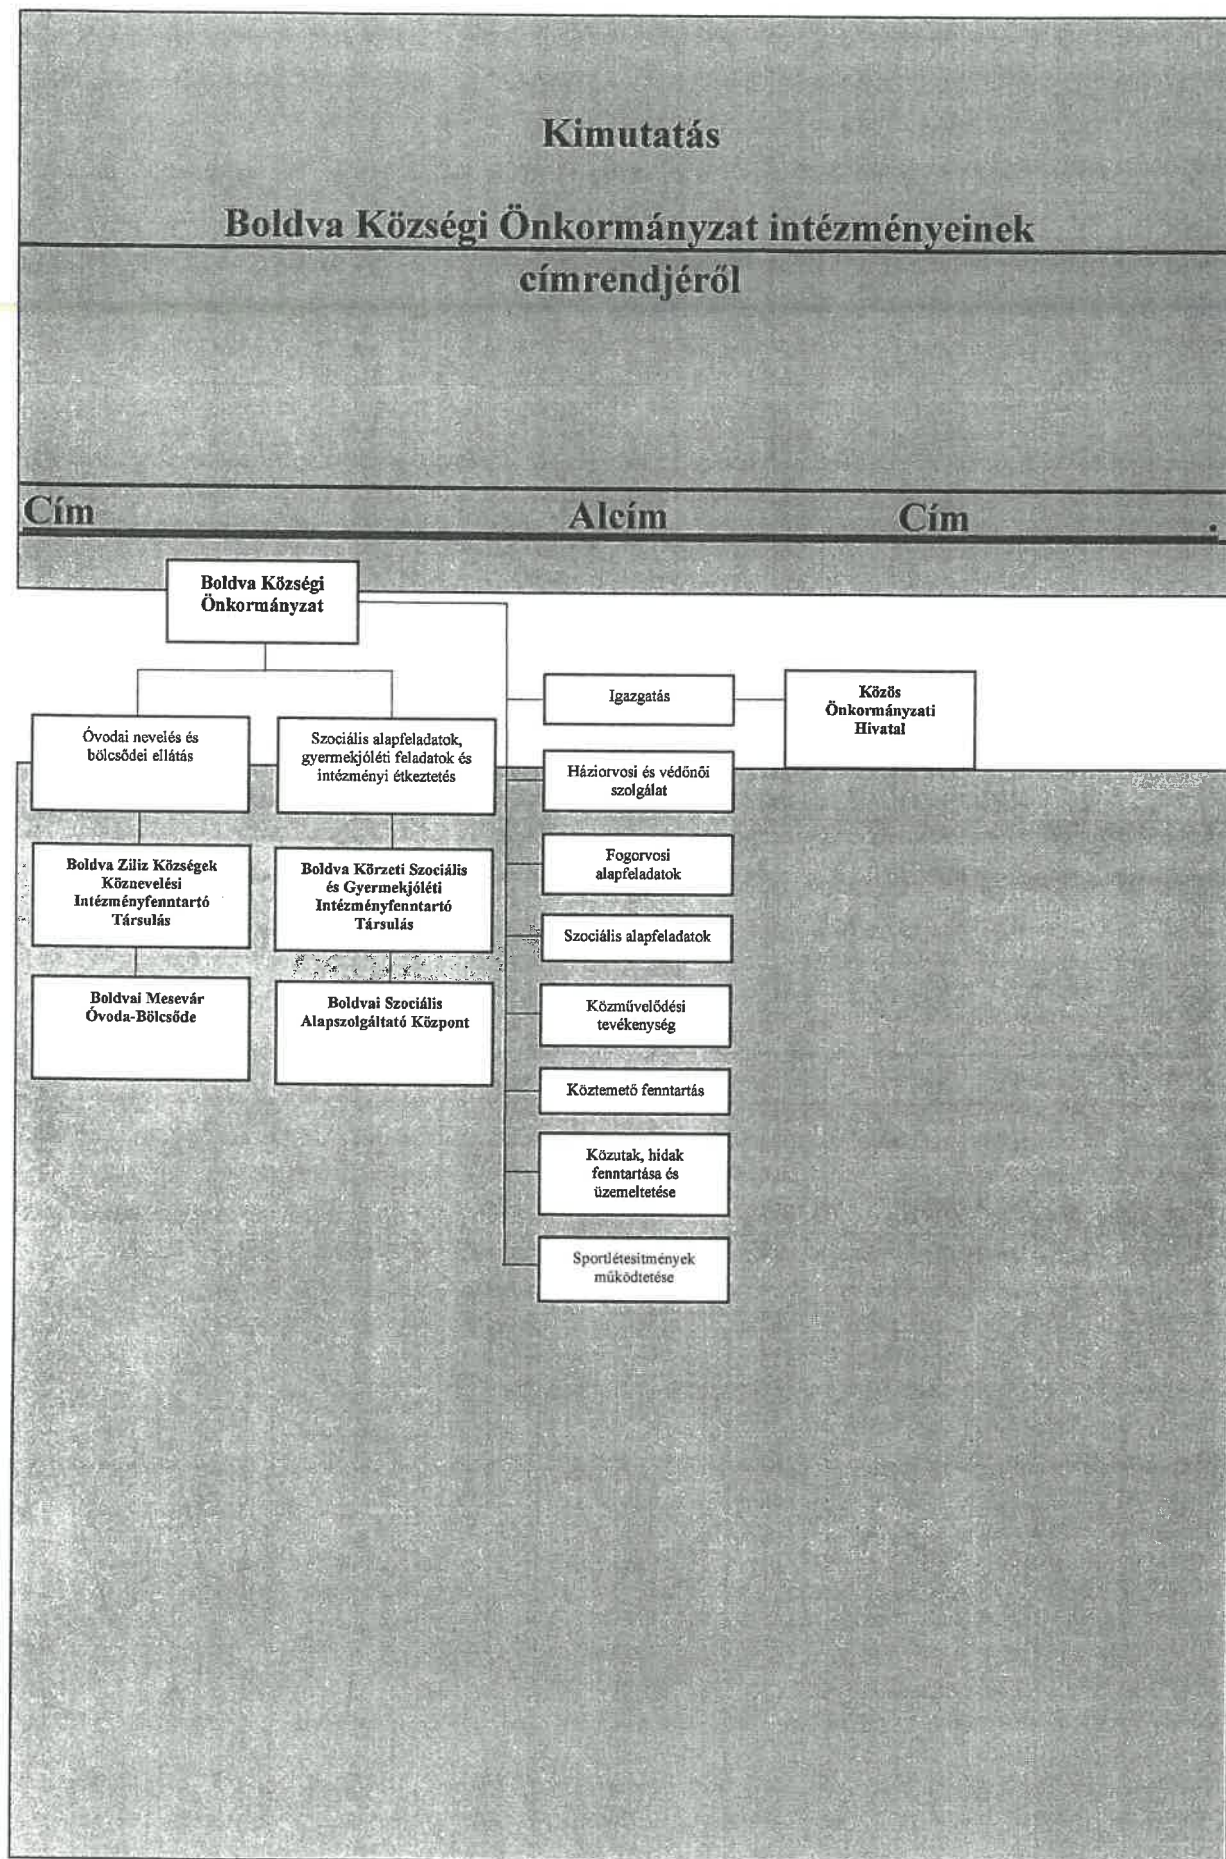 Kimutatás
Boldva Községi Önkormányzat intézményeinek
címrendjéről
Cím Alcím Cím .
Boldva Községi
Önkormányzat
Igazgatás
Közös
Önkormányzati
Hivatal
Óvodai nevelés és
bölcsődei ellátás
Szociális alapfeladatok,
gyermekjóléti feladatok és
intézményi étkeztetés
Háziorvosi és védőnői
szolgálat
Boldva Ziliz Községek
Köznevelési
Intézményfenntartó
Társulás
Boldva Körzeti Szociális
és Gyermekjóléti
Intézményfenntartó
Társulás
Fogorvosi
alapfeladatok
Szociális alapfeladatok
Boldvai Mesevár
Óvoda-Bölcsőde
Boldvai Szociális
Alapszolgáltató Központ
Közművelődési
tevékenység
Köztemető fenntartás
Közutak, hidak
fenntartása és
üzemeltetése
Sportlétesítmények
működtetése